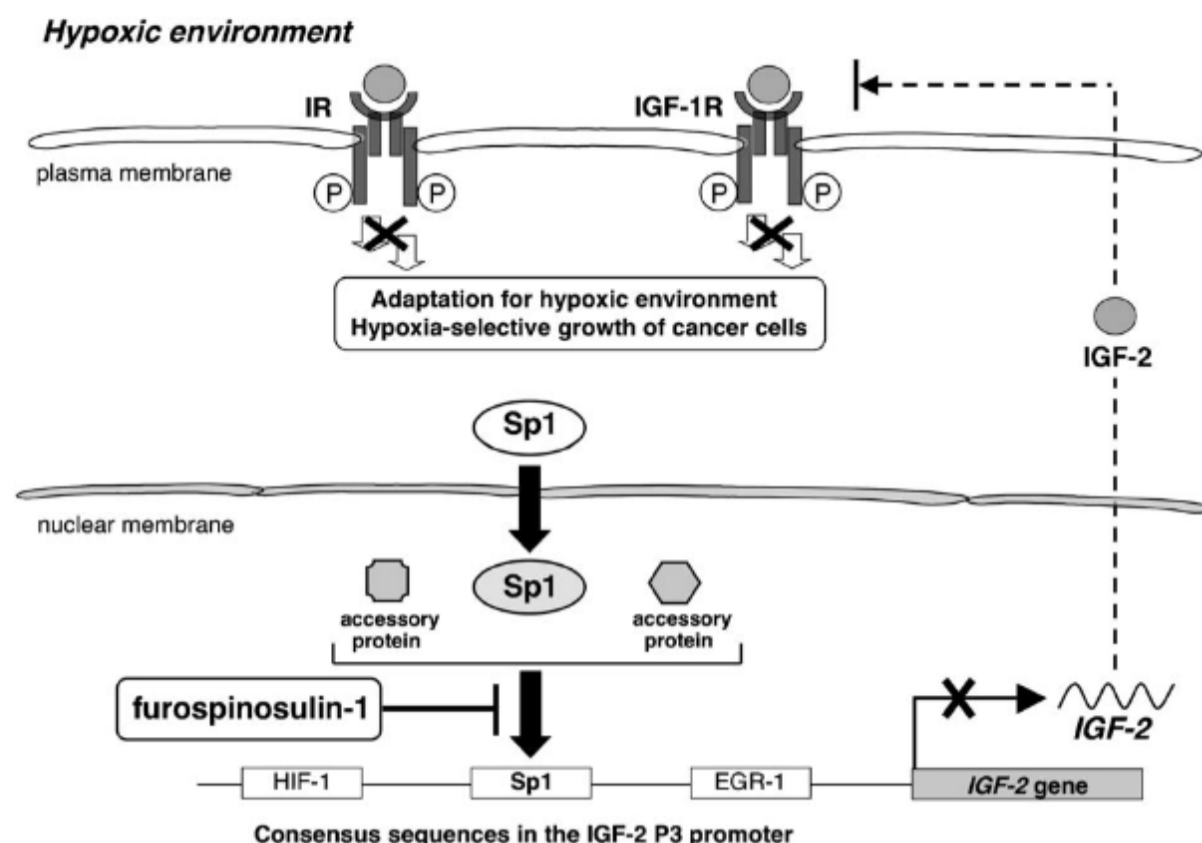 Hypoxic environment
IR
IGF-1R
plasma membrane
P
P
P
P
Adaptation for hypoxic environment
Hypoxia-selective growth of cancer cells
IGF-2
Sp1
nuclear membrane
Sp1
accessory
protein
accessory
protein
furospinosulin-1
IGF-2
HIF-1
Sp1
EGR-1
IGF-2 gene
Consensus sequences in the IGF-2 P3 promoter